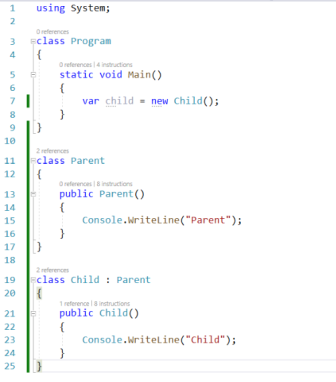 1 using System;
2
0 references
3 class Program
4 {
0 references | 4 instructions
5 static void Main()
6 {
7 var child = new Child();
8 }
9 }
10
2 references
11 class Parent
12 {
0 references | 8 instructions
13 public Parent()
14 {
15 Console.WriteLine("Parent");
16 }
17 }
18
2 references
19 class Child : Parent
20 {
1 reference | 8 instructions
21 public Child()
22 {
23 Console.WriteLine("Child");
24 }
25 }